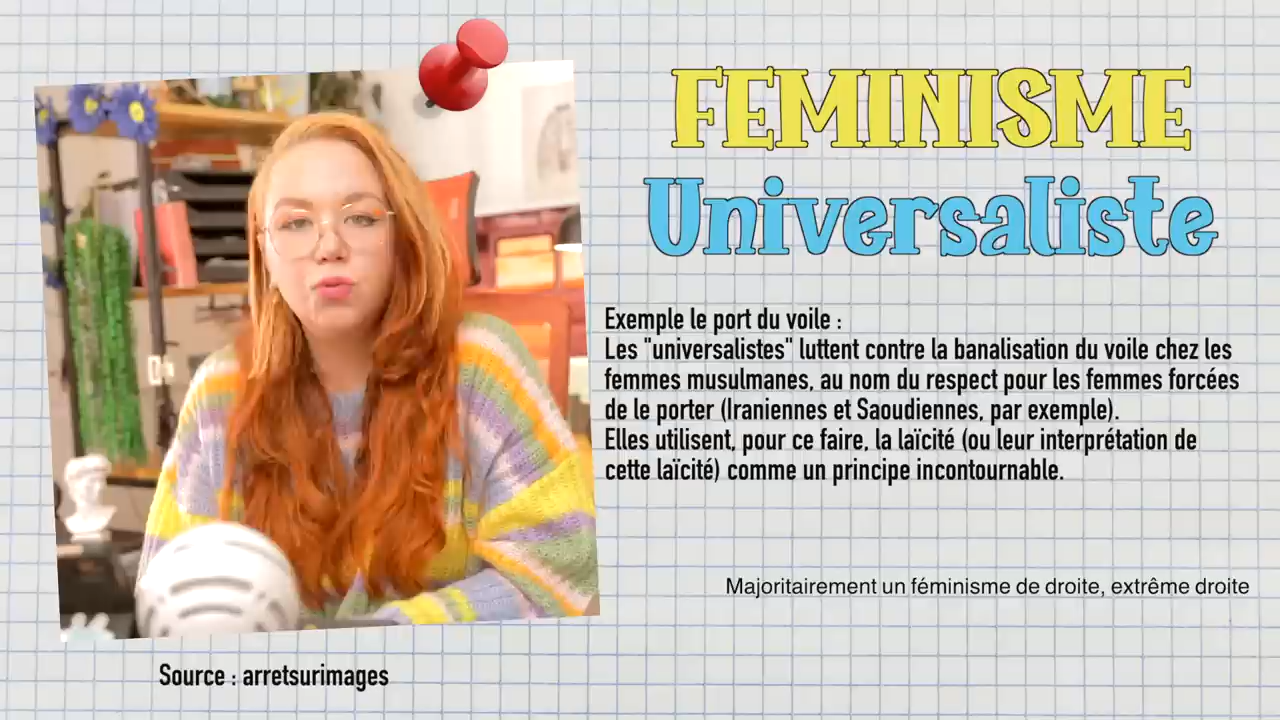 FEMINISME
Universaliste
Exemple le port du voile :
Les "universalistes" luttent contre la banalisation du voile chez les
femmes musulmanes, au nom du respect pour les femmes forcées
de le porter (Iraniennes et Saoudiennes, par exemple).
Elles utilisent, pour ce faire, la laïcité (ou leur interprétation de
cette laïcité) comme un principe incontournable.
Majoritairement un féminisme de droite, extrême droite
Source : arretsurimages